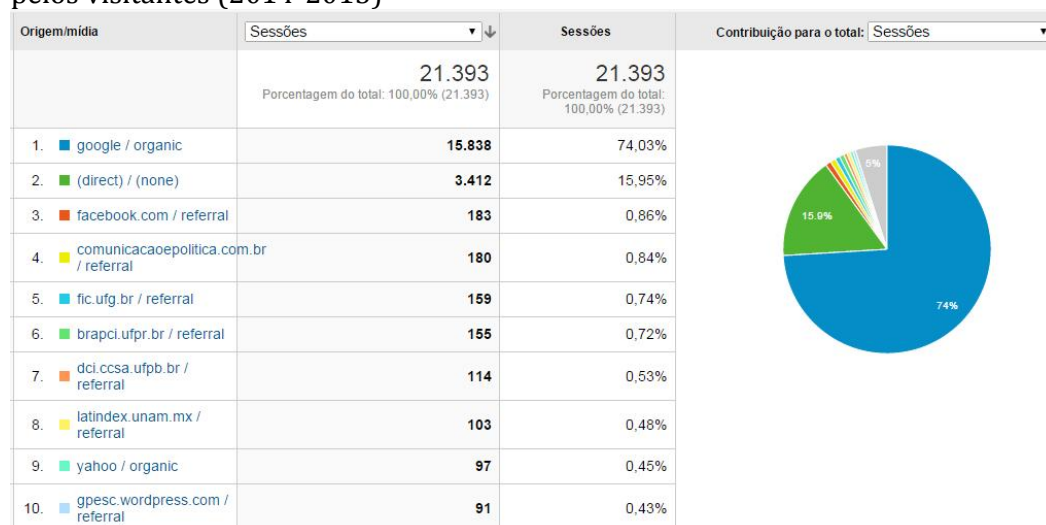 pelos visitantes (2014-2015)
Origem/mídia Sessões Sessões Contribuição para o total: Sessões
21.393 21.393
Porcentagem do total: 100,00% (21.393) Porcentagem do total:
100,00% (21.393)
1. google / organic 15.838 74,03%
2. (direct) / (none) 3.412 15,95%
3. facebook.com / referral 183 0,86%
4. comunicacaoepolitica.com.br
/ referral 180 0,84%
5. fic.ufg.br / referral 159 0,74%
6. brapci.ufpr.br / referral 155 0,72%
7. dci.ccsa.ufpb.br /
referral 114 0,53%
8. latindex.unam.mx /
referral 103 0,48%
9. yahoo / organic 97 0,45%
10. gpesc.wordpress.com /
referral 91 0,43%
5%
15.9%
74%